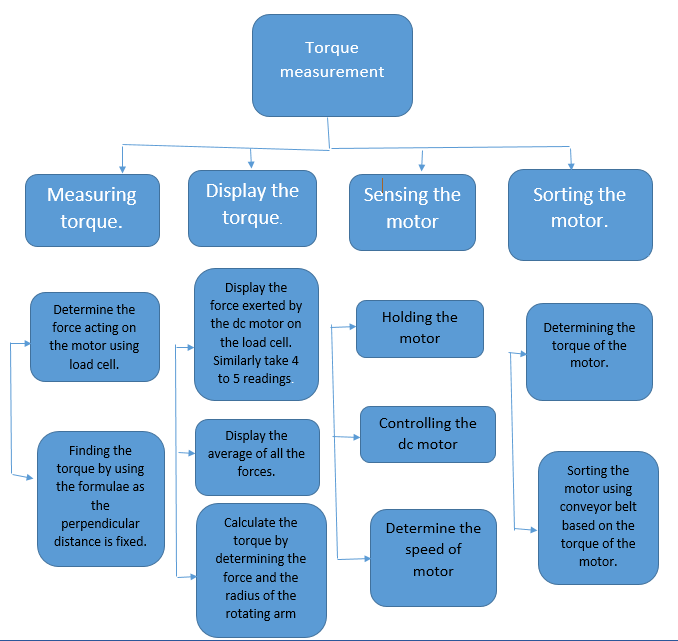 Torque
measurement
Measuring
torque.
Display the
torque.
Sensing the
motor
Sorting the
motor.
Determine the
force acting on
the motor using
load cell.
Finding the
torque by using
the formulae as
the
perpendicular
distance is fixed.
Display the
force exerted by
the dc motor on
the load cell.
Similarly take 4
to 5 readings.
Display the
average of all the
forces.
Calculate the
torque by
determining the
force and the
radius of the
rotating arm
Holding the
motor
Controlling the
dc motor
Determine the
speed of
motor
Determining the
torque of the
motor.
Sorting the
motor using
conveyor belt
based on the
torque of the
motor.